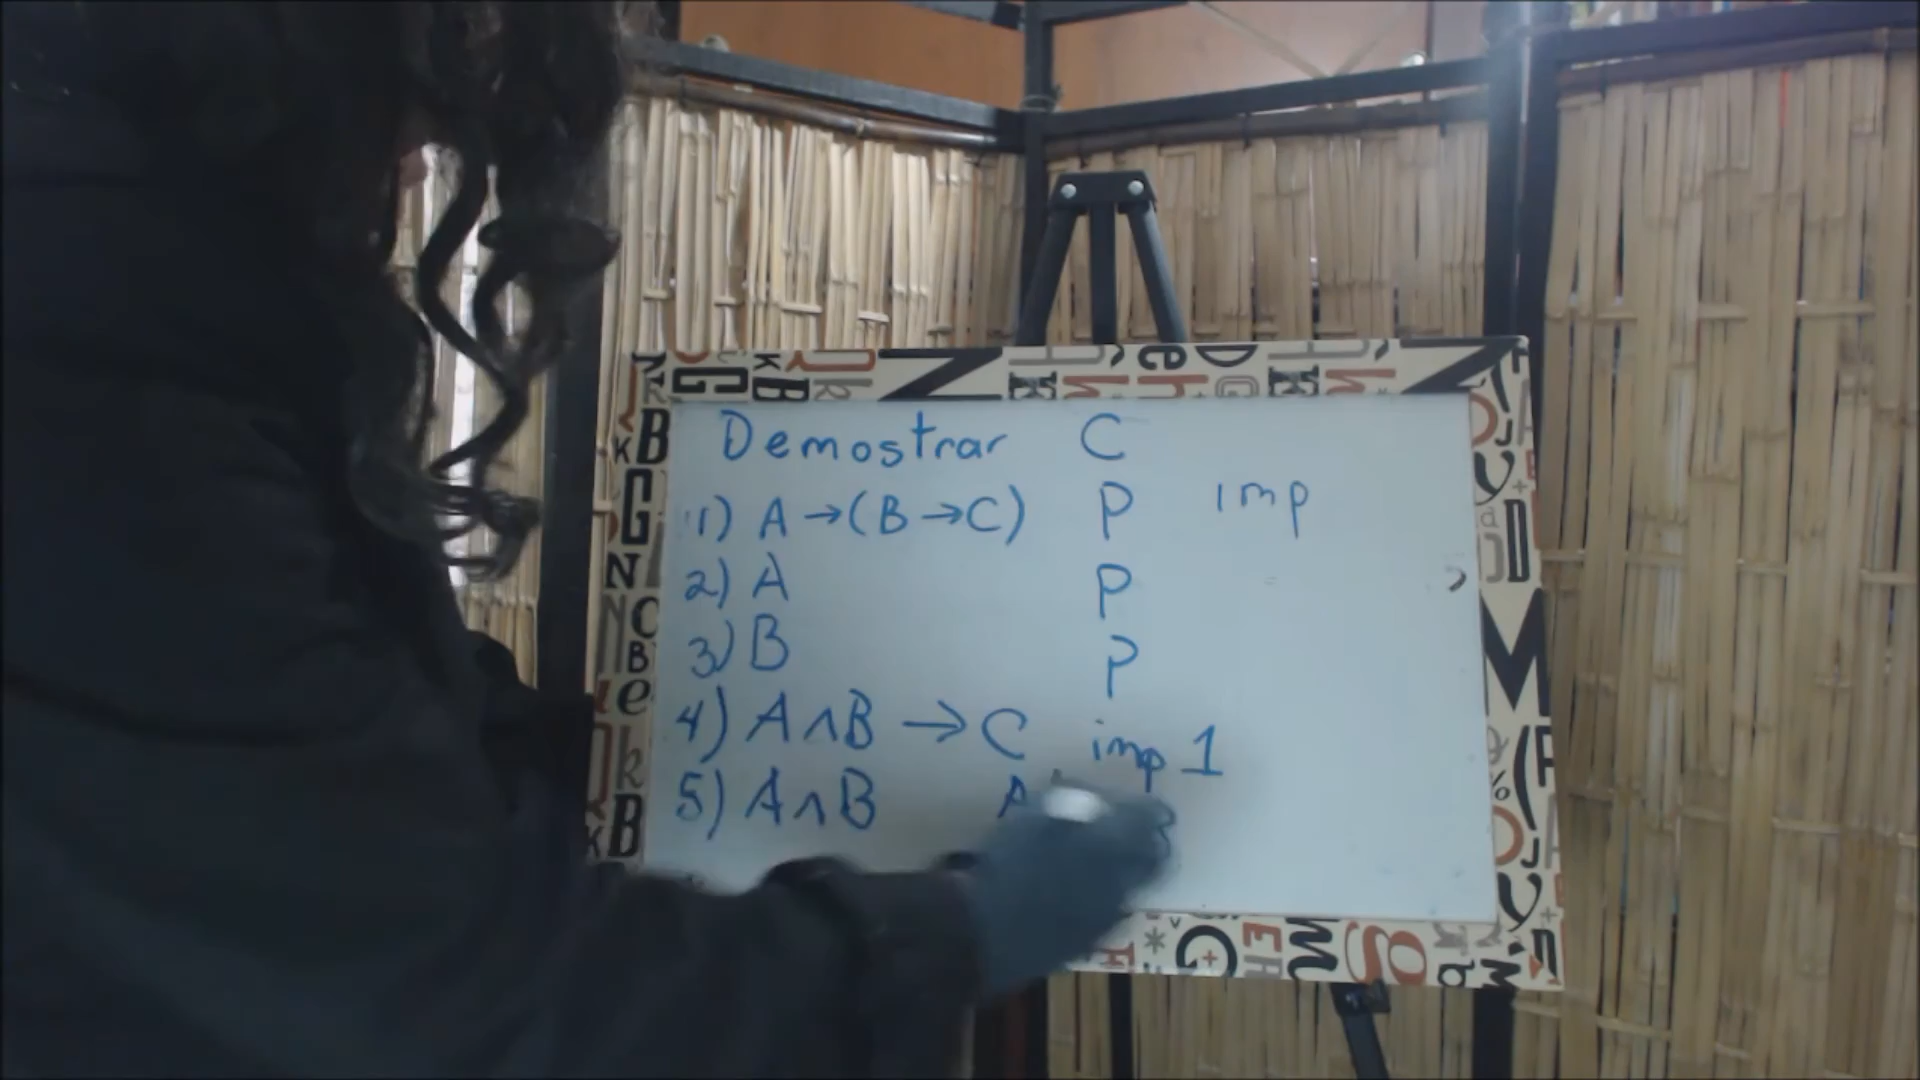 Demostrar C
1) A → (B → C) P imp
2) A P
3) B P
4) A ∧ B → C imp 1
5) A ∧ B A